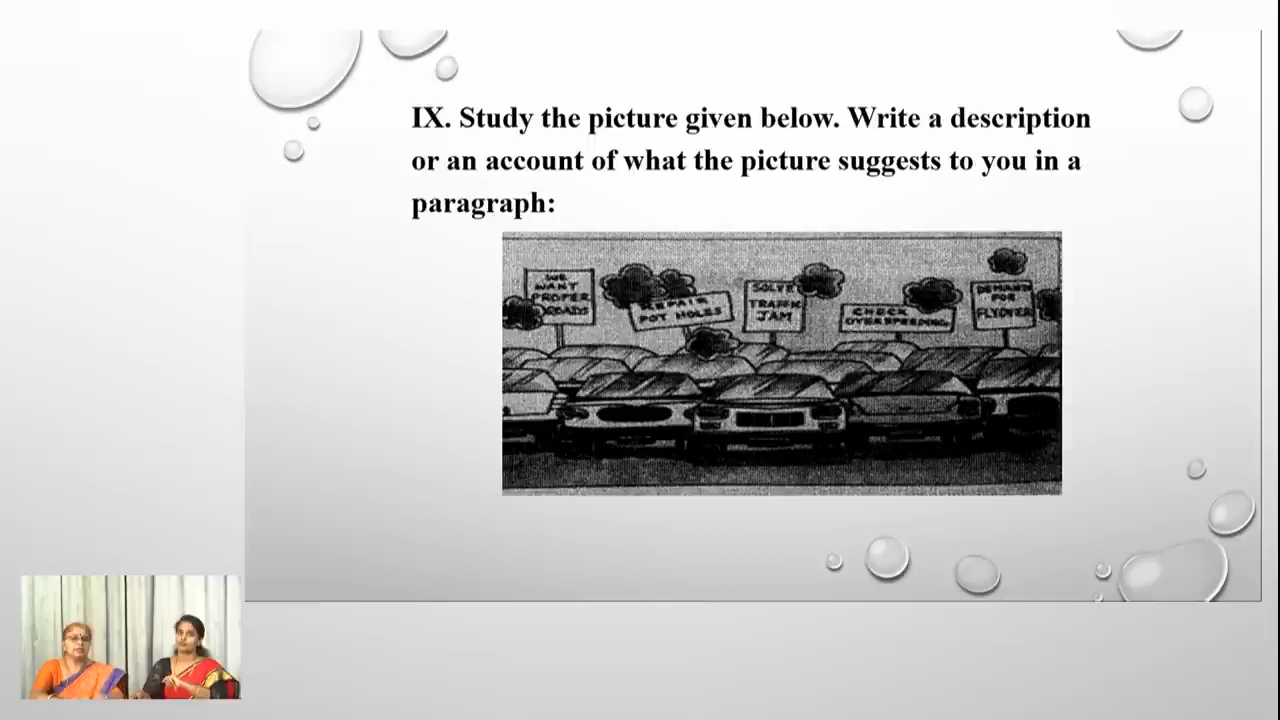 IX. Study the picture given below. Write a description
or an account of what the picture suggests to you in a
paragraph:
WE
WANT
PROPER
ROADS
REPAIR
POT HOLES
SOLVE
TRAFFIC
JAM
CHECK
OVERSPEEDING
DEMAND
FOR
FLYOVER